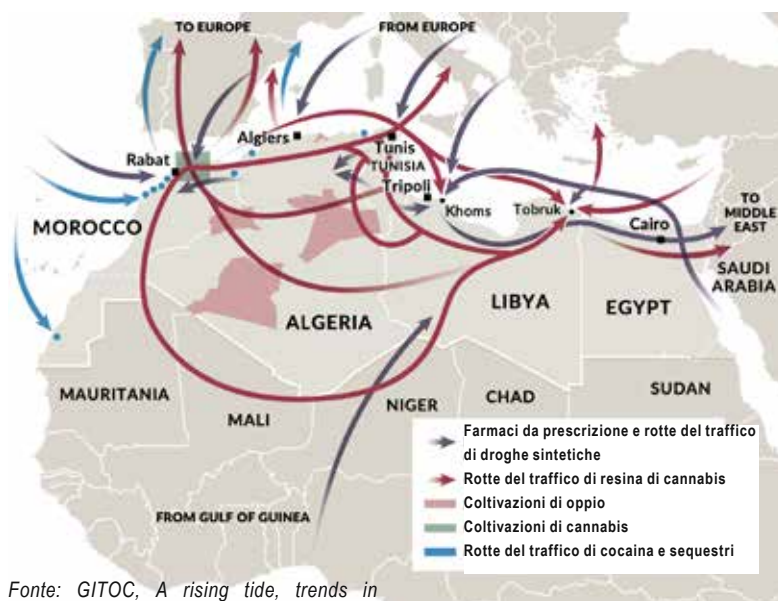 TO EUROPE
FROM EUROPE
Algiers
Tunis
TUNISIA
Rabat
Tripoli
Khoms
Tobruk
Cairo
TO
MIDDLE
EAST
MOROCCO
SAUDI
ARABIA
ALGERIA
LIBYA
EGYPT
MAURITANIA
MALI
NIGER
CHAD
SUDAN
FROM GULF OF GUINEA
Farmaci da prescrizione e rotte del traffico
di droghe sintetiche
Rotte del traffico di resina di cannabis
Coltivazioni di oppio
Coltivazioni di cannabis
Rotte del traffico di cocaina e sequestri
Fonte: GITOC, A rising tide, trends in